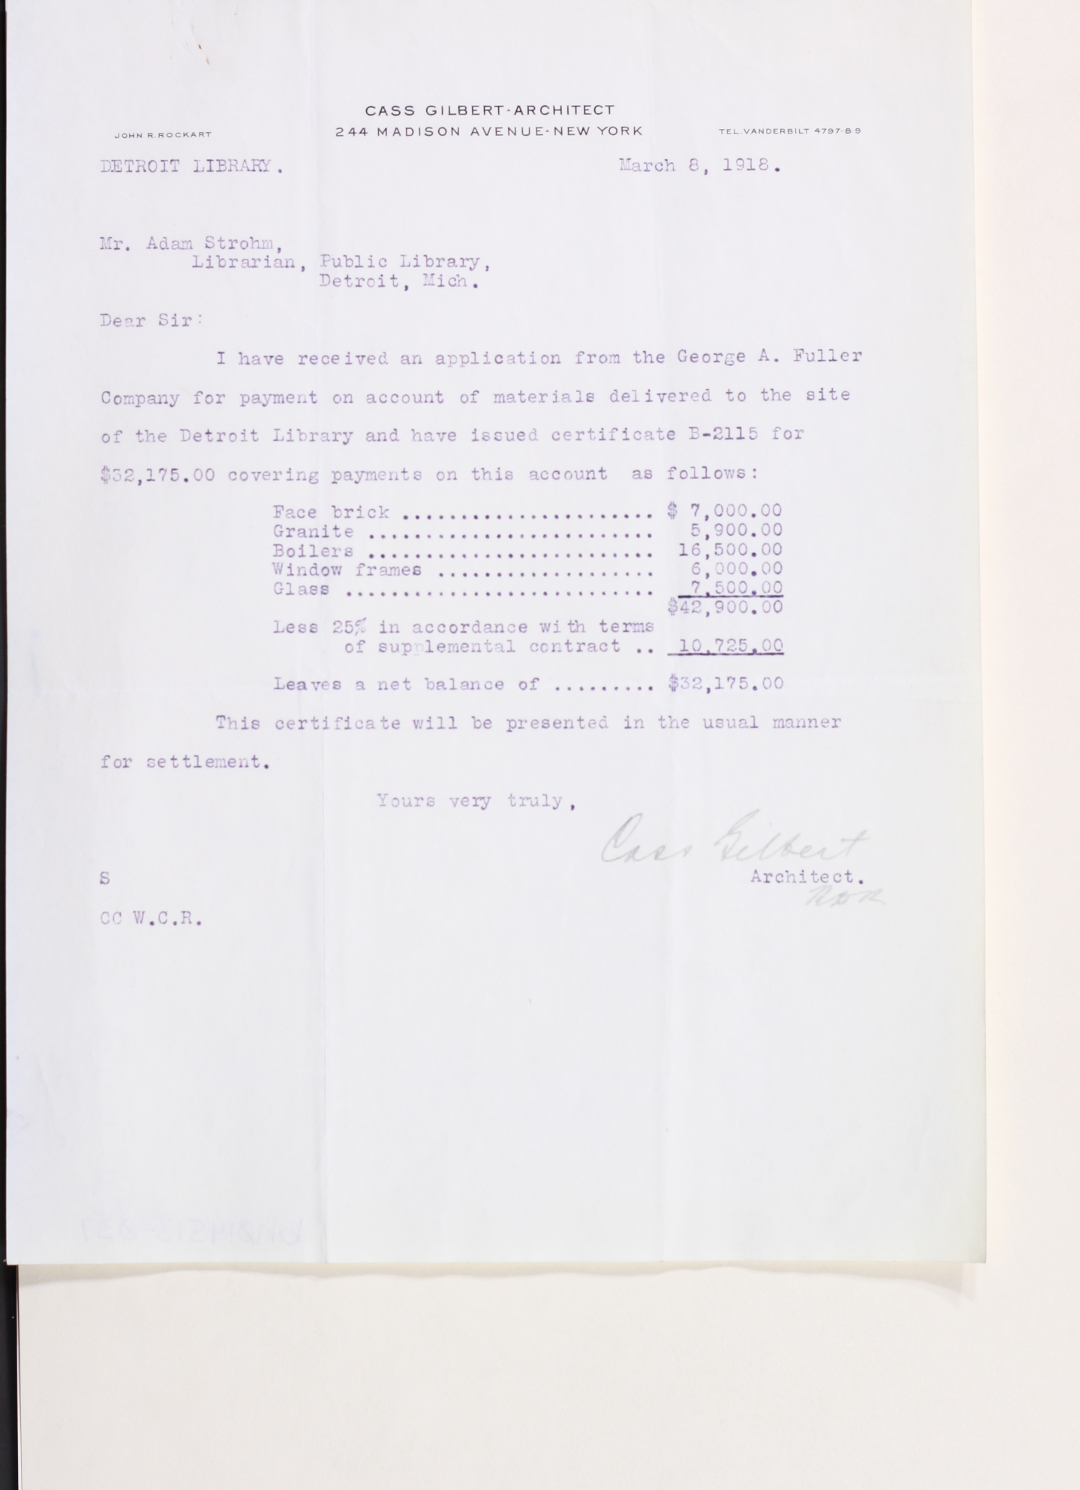 CASS GILBERT-ARCHITECT
JOHN R. ROCKART 244 MADISON AVENUE-NEW YORK TEL. VANDERBILT 4797-8 9
DETROIT LIBRARY. March 8, 1918.
Mr. Adam Strohm,
Librarian, Public Library,
Detroit, Mich.
Dear Sir:
I have received an application from the George A. Fuller
Company for payment on account of materials delivered to the site
of the Detroit Library and have issued certificate B-2115 for
$32,175.00 covering payments on this account as follows:
Face brick ...................... $ 7,000.00
Granite ......................... 5,900.00
Boilers ......................... 16,500.00
Window frames ................... 6,000.00
Glass ........................... 7,500.00
$42,900.00
Less 25% in accordance with terms
of supplemental contract .. 10,725.00
Leaves a net balance of ......... $32,175.00
This certificate will be presented in the usual manner
for settlement.
Yours very truly,
Cass Gilbert
S Architect.
CC W.C.R.